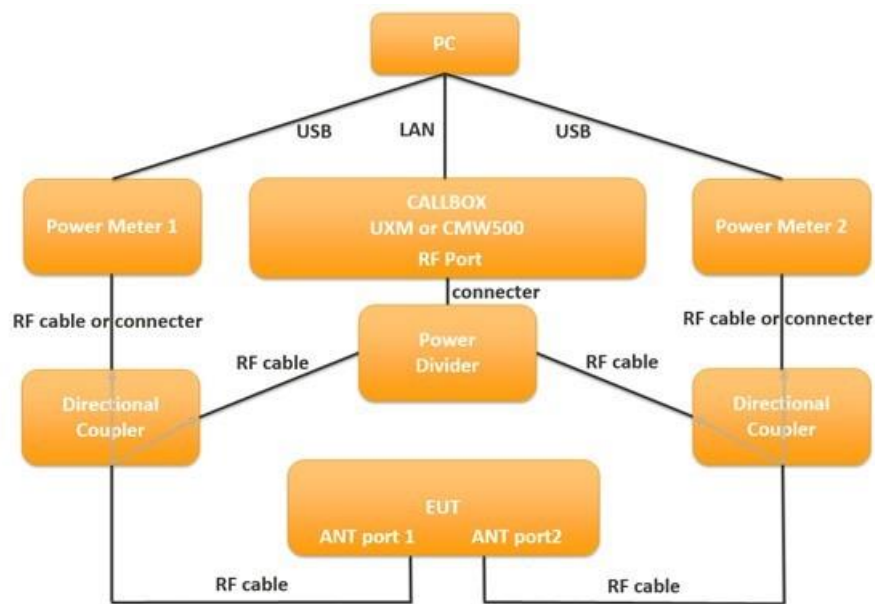 PC
USB
LAN
USB
Power Meter 1
CALLBOX
UXM or CMW500
RF Port
Power Meter 2
connecter
RF cable or connecter
RF cable or connecter
Power
Divider
RF cable
RF cable
Directional
Coupler
Directional
Coupler
EUT
ANT port 1
ANT port2
RF cable
RF cable